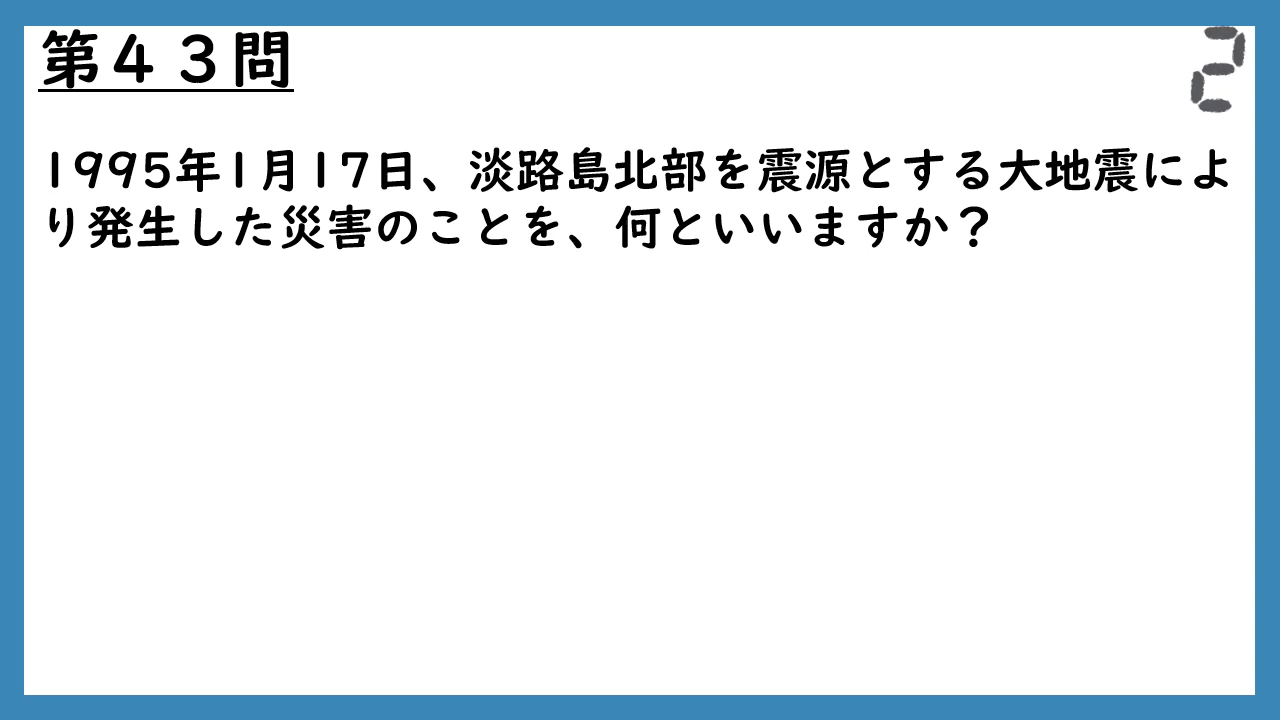 第４３問
2
1995年1月17日、淡路島北部を震源とする大地震によ
り発生した災害のことを、何といいますか？